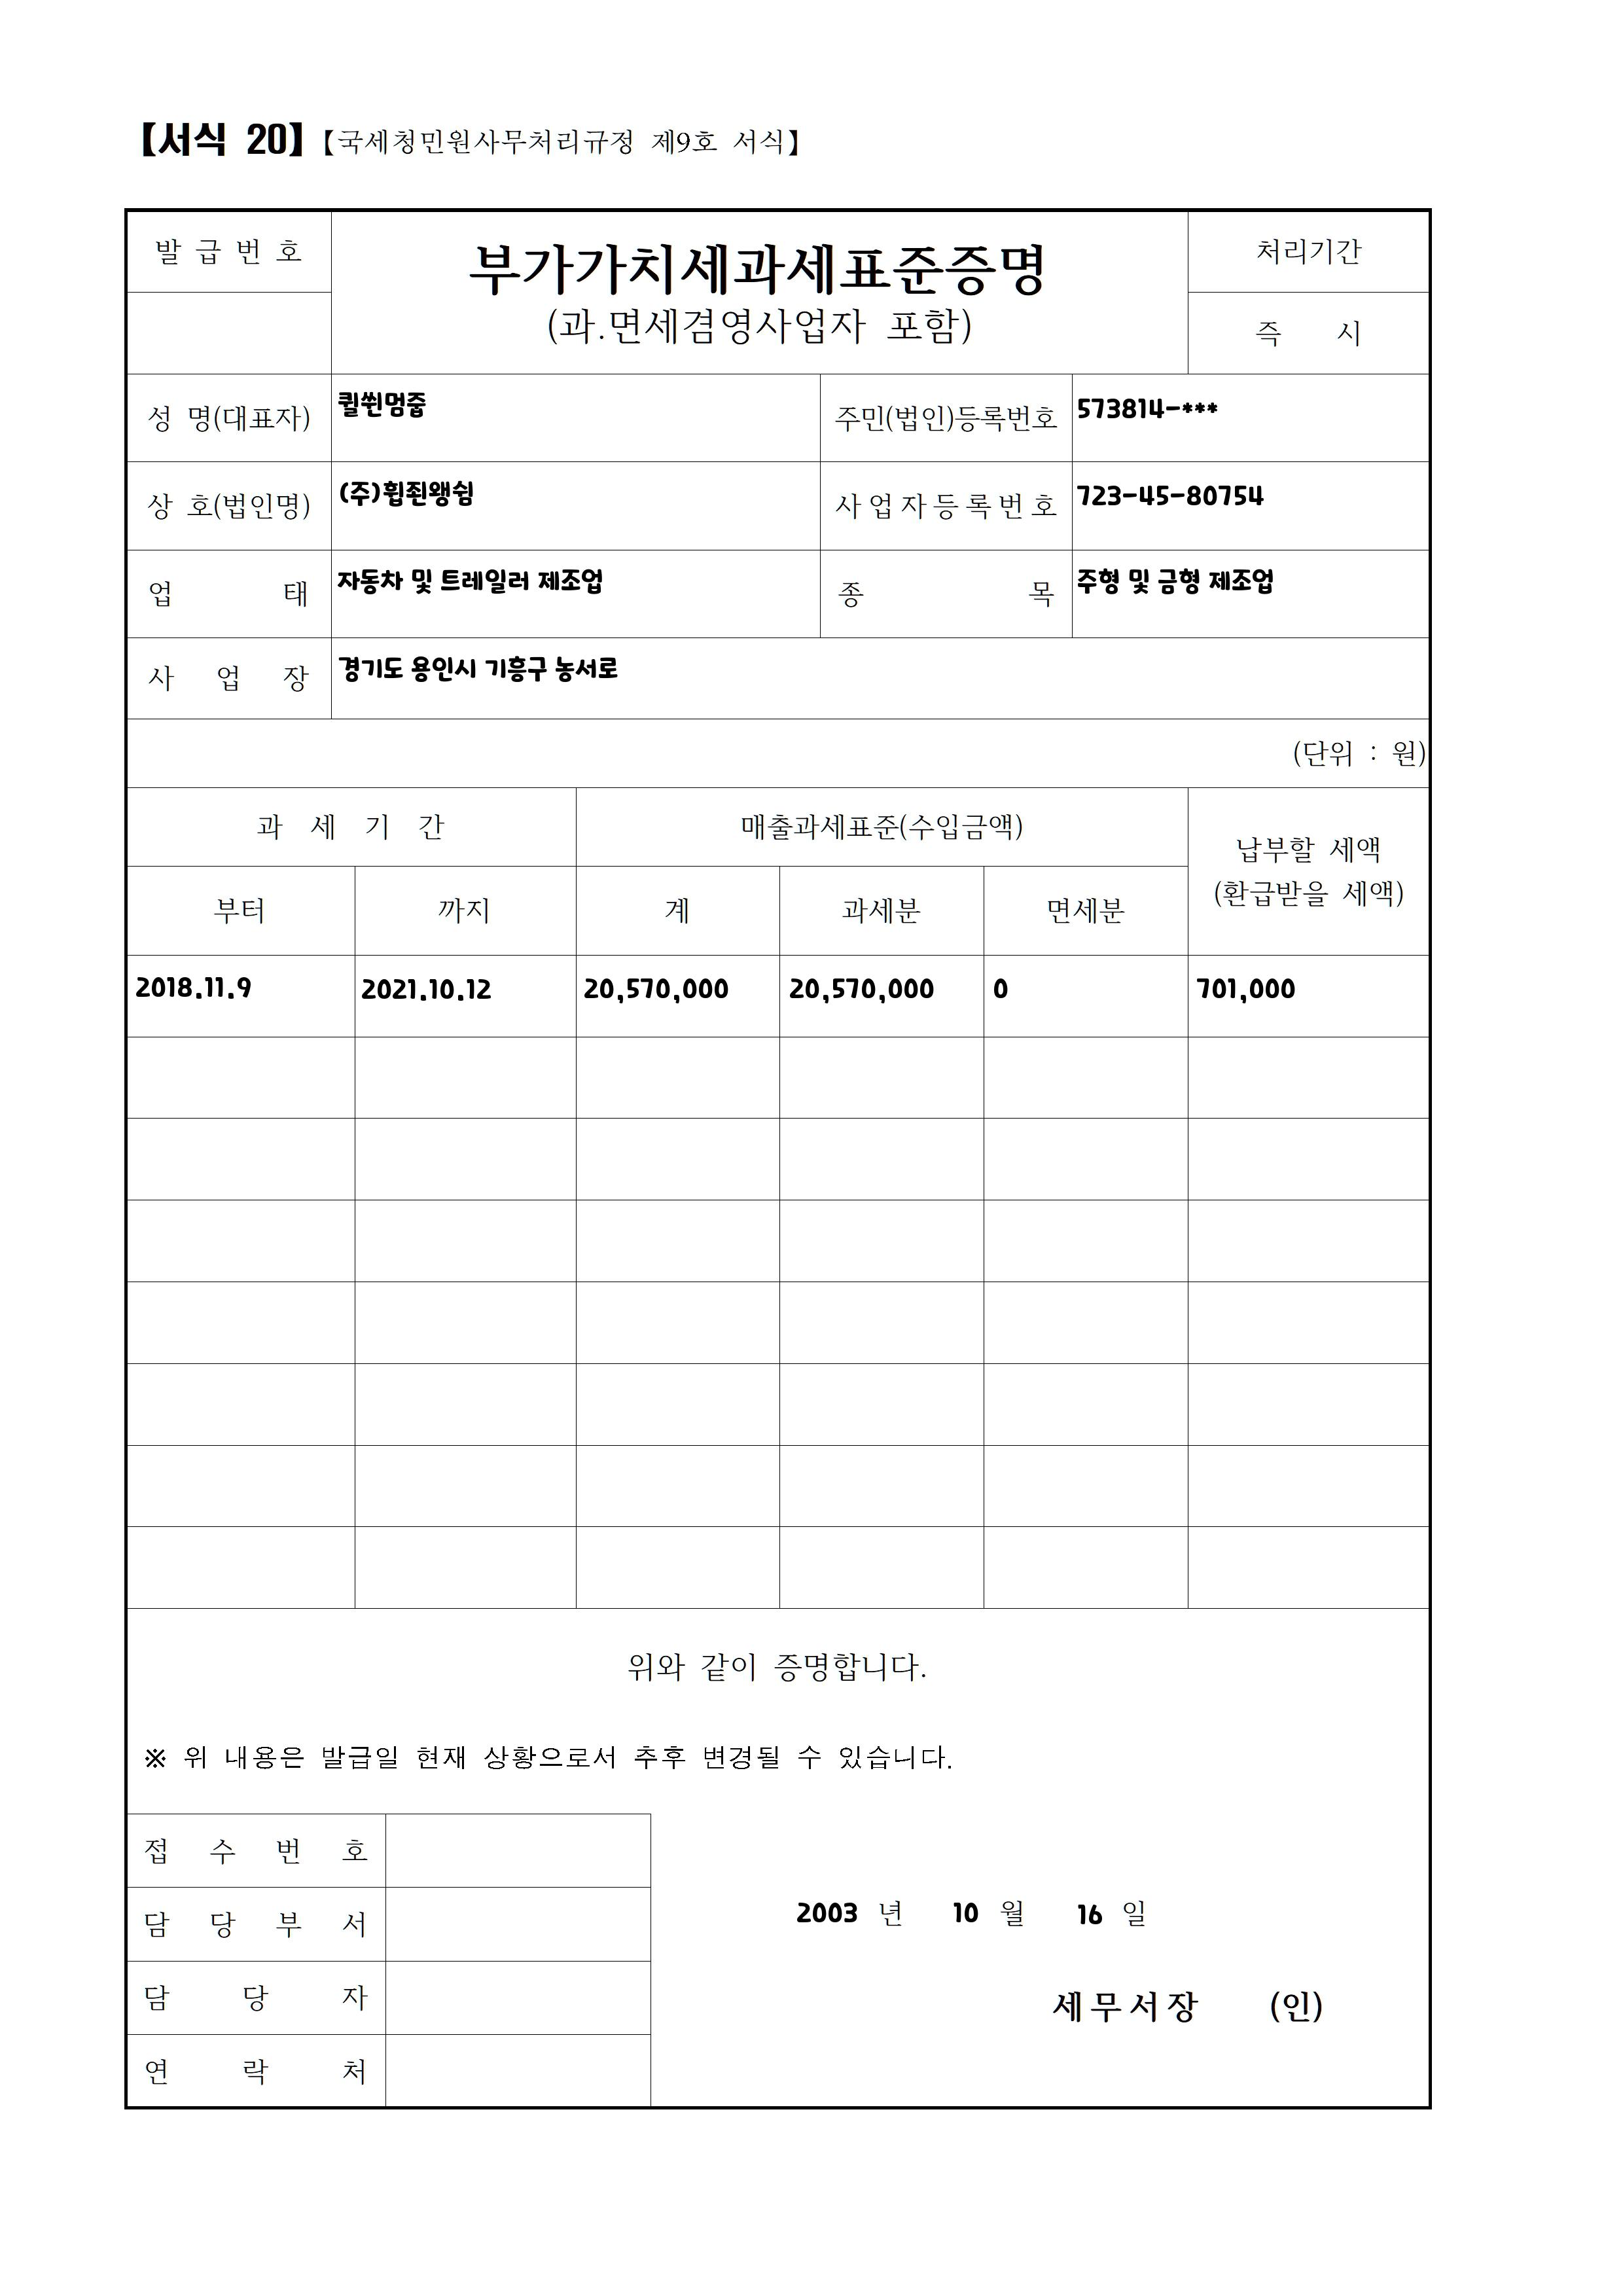 【서식 20】【국세청민원사무처리규정 제9호 서식】
발 급 번 호
부가가치세과세표준증명
(과.면세겸영사업자 포함)
처리기간
즉 시
성 명(대표자) 퀼쒼멈줍 주민(법인)등록번호 573814-***
상 호(법인명) (주)휩죈왱쉼 사업자등록번호 723-45-80754
업 태 자동차 및 트레일러 제조업 종 목 주형 및 금형 제조업
사 업 장 경기도 용인시 기흥구 농서로
(단위 : 원)
과 세 기 간 매출과세표준(수입금액) 납부할 세액
(환급받을 세액)
부터 까지 계 과세분 면세분
2018.11.9 2021.10.12 20,570,000 20,570,000 0 701,000
위와 같이 증명합니다.
※ 위 내용은 발급일 현재 상황으로서 추후 변경될 수 있습니다.
접 수 번 호
담 당 부 서
담 당 자
연 락 처
2003 년 10 월 16 일
세무서장 (인)